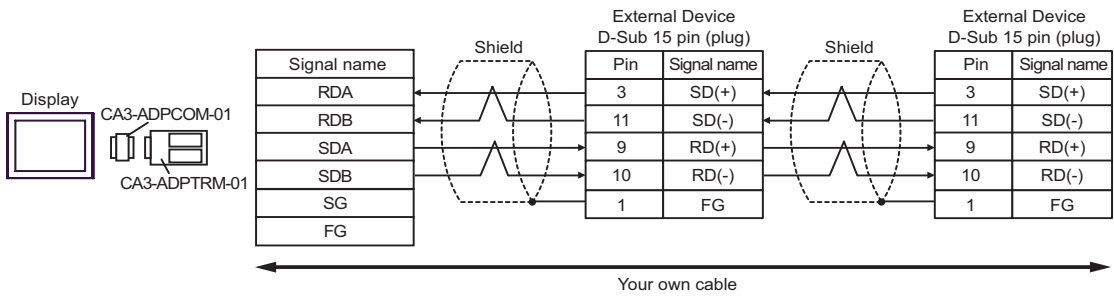 Display
CA3-ADPCOM-01
CA3-ADPTRM-01
Signal name
RDA
RDB
SDA
SDB
SG
FG
Shield
External Device
D-Sub 15 pin (plug)
Pin Signal name
3 SD(+)
11 SD(-)
9 RD(+)
10 RD(-)
1 FG
Shield
External Device
D-Sub 15 pin (plug)
Pin Signal name
3 SD(+)
11 SD(-)
9 RD(+)
10 RD(-)
1 FG
Your own cable